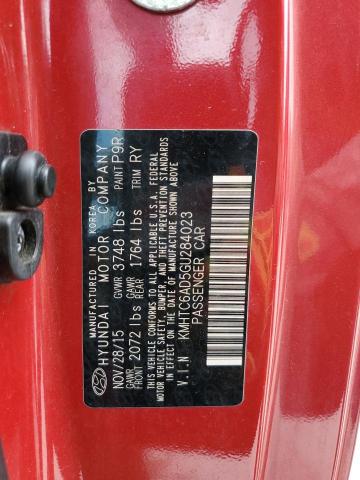 MANUFACTURED IN KOREA BY
HYUNDAI MOTOR COMPANY
NOV/28/15 GVWR 3748 lbs PAINT P9R
GAWR FRONT 2072 lbs GAWR REAR 1764 lbs TRIM RY
THIS VEHICLE CONFORMS TO ALL APPLICABLE U.S.A. FEDERAL
MOTOR VEHICLE SAFETY, BUMPER, AND THEFT PREVENTION
STANDARDS IN EFFECT ON THE DATE OF MANUFACTURE SHOWN ABOVE.
V.I.N KMHTC6AD5GU284023
PASSENGER CAR